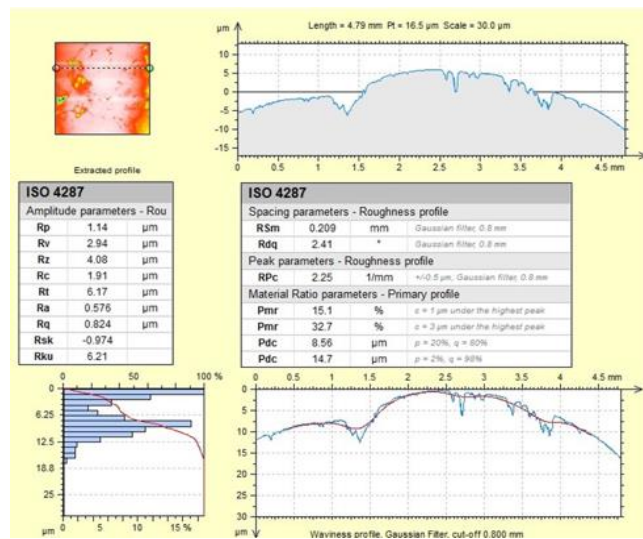 Length = 4.79 mm Pt = 16.5 µm Scale = 30.0 µm
µm
10
5
0
-5
-10
-15
0 0.5 1 1.5 2 2.5 3 3.5 4 4.5 mm
Extracted profile
ISO 4287
Amplitude parameters - Rou
Rp 1.14 µm
Rv 2.94 µm
Rz 4.08 µm
Rc 1.91 µm
Rt 6.17 µm
Ra 0.576 µm
Rq 0.824 µm
Rsk -0.974
Rku 6.21
ISO 4287
Spacing parameters - Roughness profile
RSm 0.209 mm Gaussian filter, 0.8 mm
Rdq 2.41 ° Gaussian filter, 0.8 mm
Peak parameters - Roughness profile
RPc 2.25 1/mm +/-0.5 µm, Gaussian filter, 0.8 mm
Material Ratio parameters - Primary profile
Pmr 15.1 % c = 1 µm under the highest peak
Pmr 32.7 % c = 3 µm under the highest peak
Pdc 8.56 µm p = 20%, q = 80%
Pdc 14.7 µm p = 2%, q = 98%
0 20 40 60 80 100 %
0
6.25
12.5
18.8
25
µm
0 5 10 15 %
0 0.5 1 1.5 2 2.5 3 3.5 4 4.5 mm
0
5
10
15
20
25
30
µm
Waviness profile, Gaussian Filter, cut-off 0.800 mm